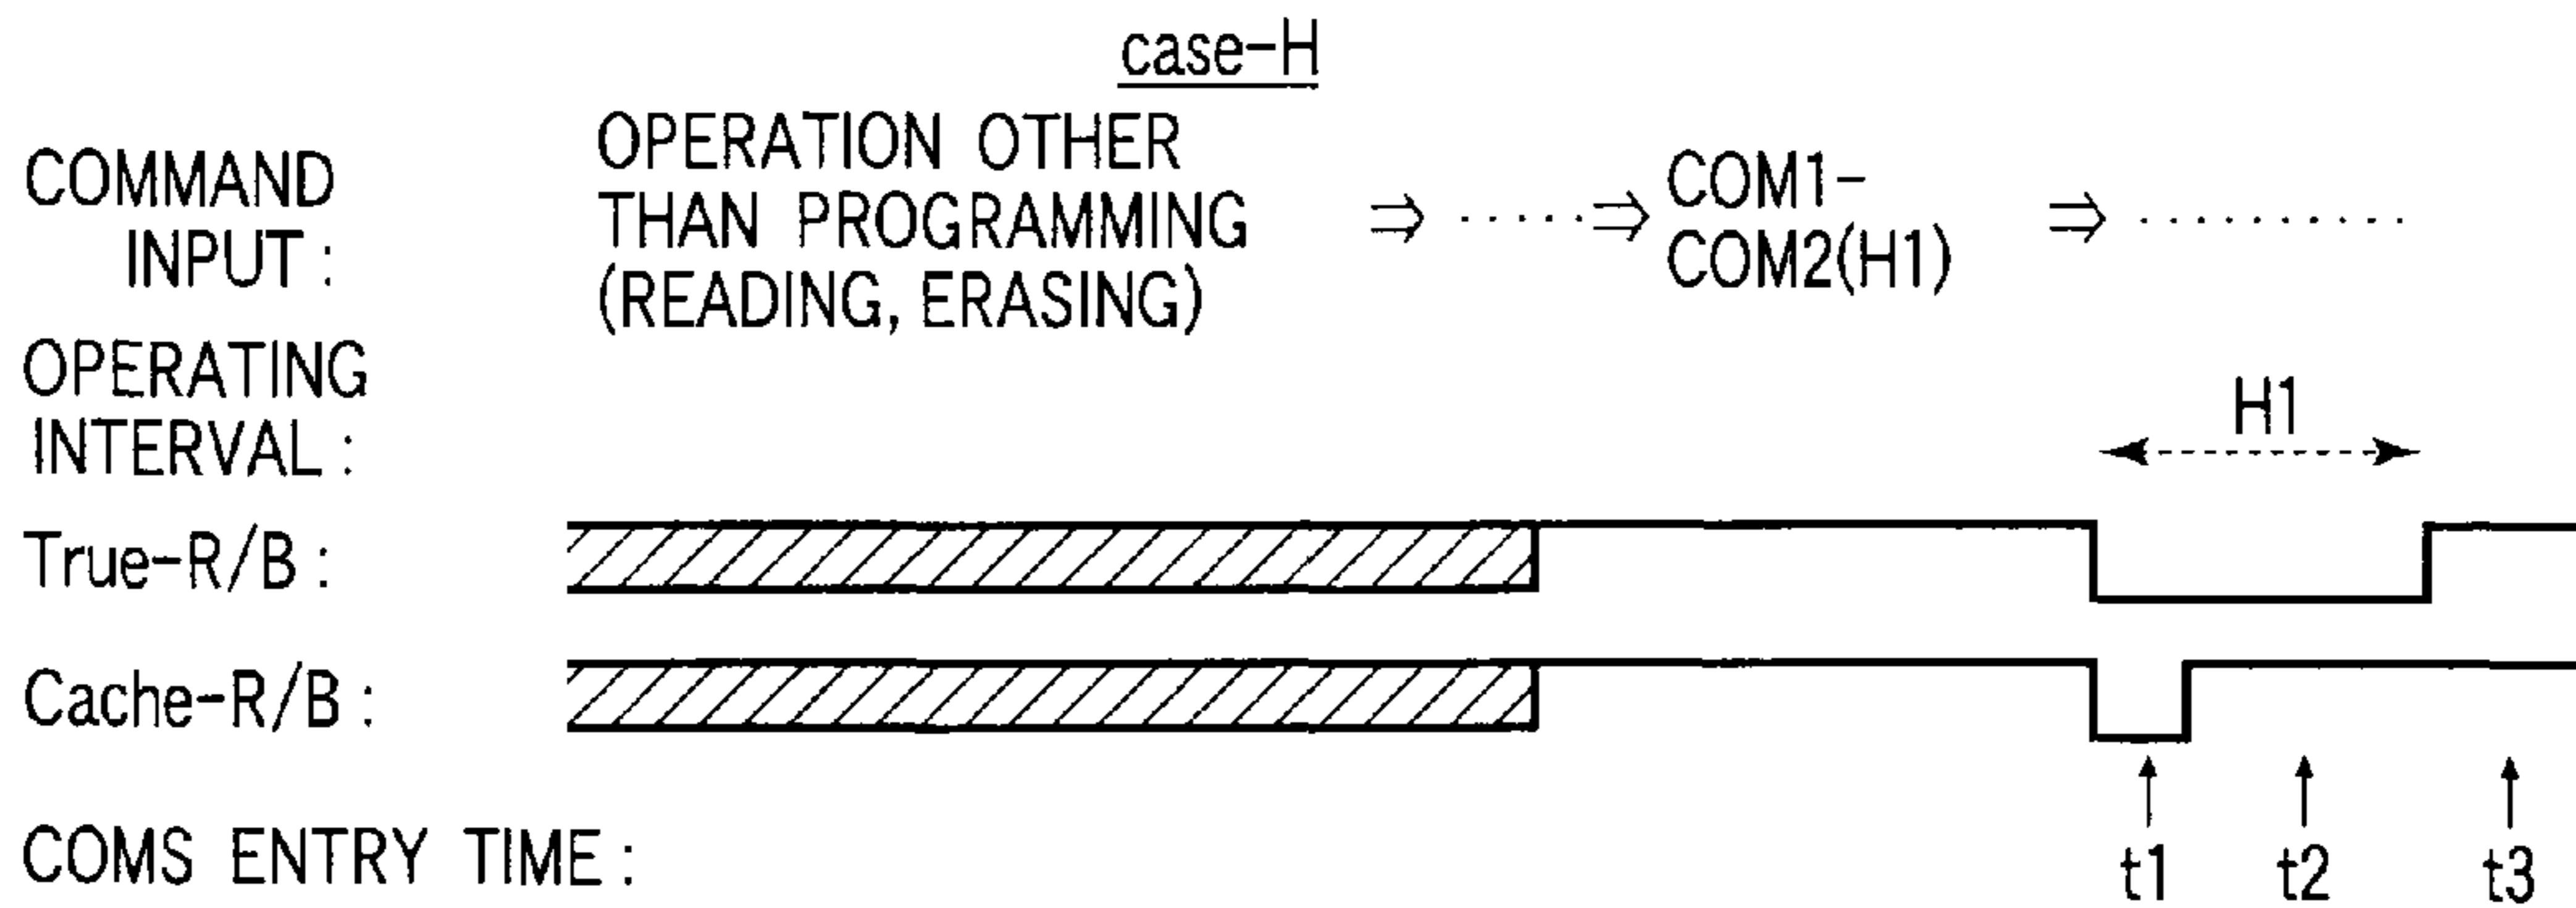 case-H
COMMAND INPUT :
OPERATION OTHER
THAN PROGRAMMING
(READING, ERASING)
⇒ ·····⇒
COM1-
COM2(H1)
⇒ ·········
OPERATING
INTERVAL :
H1
True-R/B :
Cache-R/B :
COMS ENTRY TIME :
t1 t2 t3